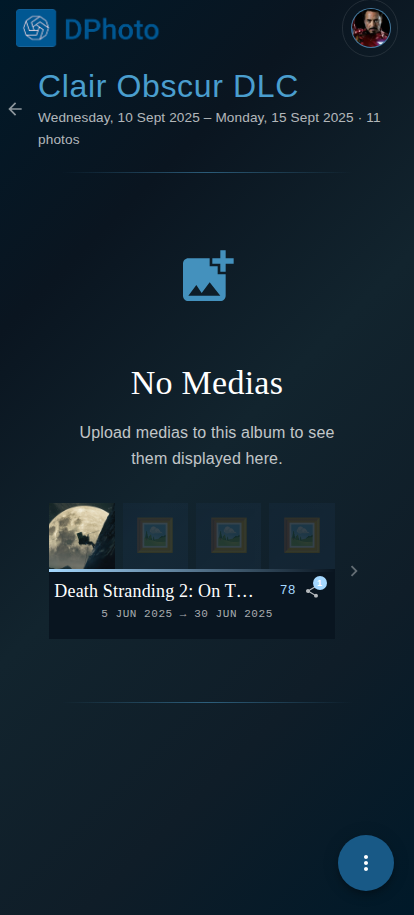 DPhoto
Clair Obscur DLC
Wednesday, 10 Sept 2025 – Monday, 15 Sept 2025 · 11
photos
No Medias
Upload medias to this album to see
them displayed here.
Death Stranding 2: On T… 78 1
5 JUN 2025 → 30 JUN 2025